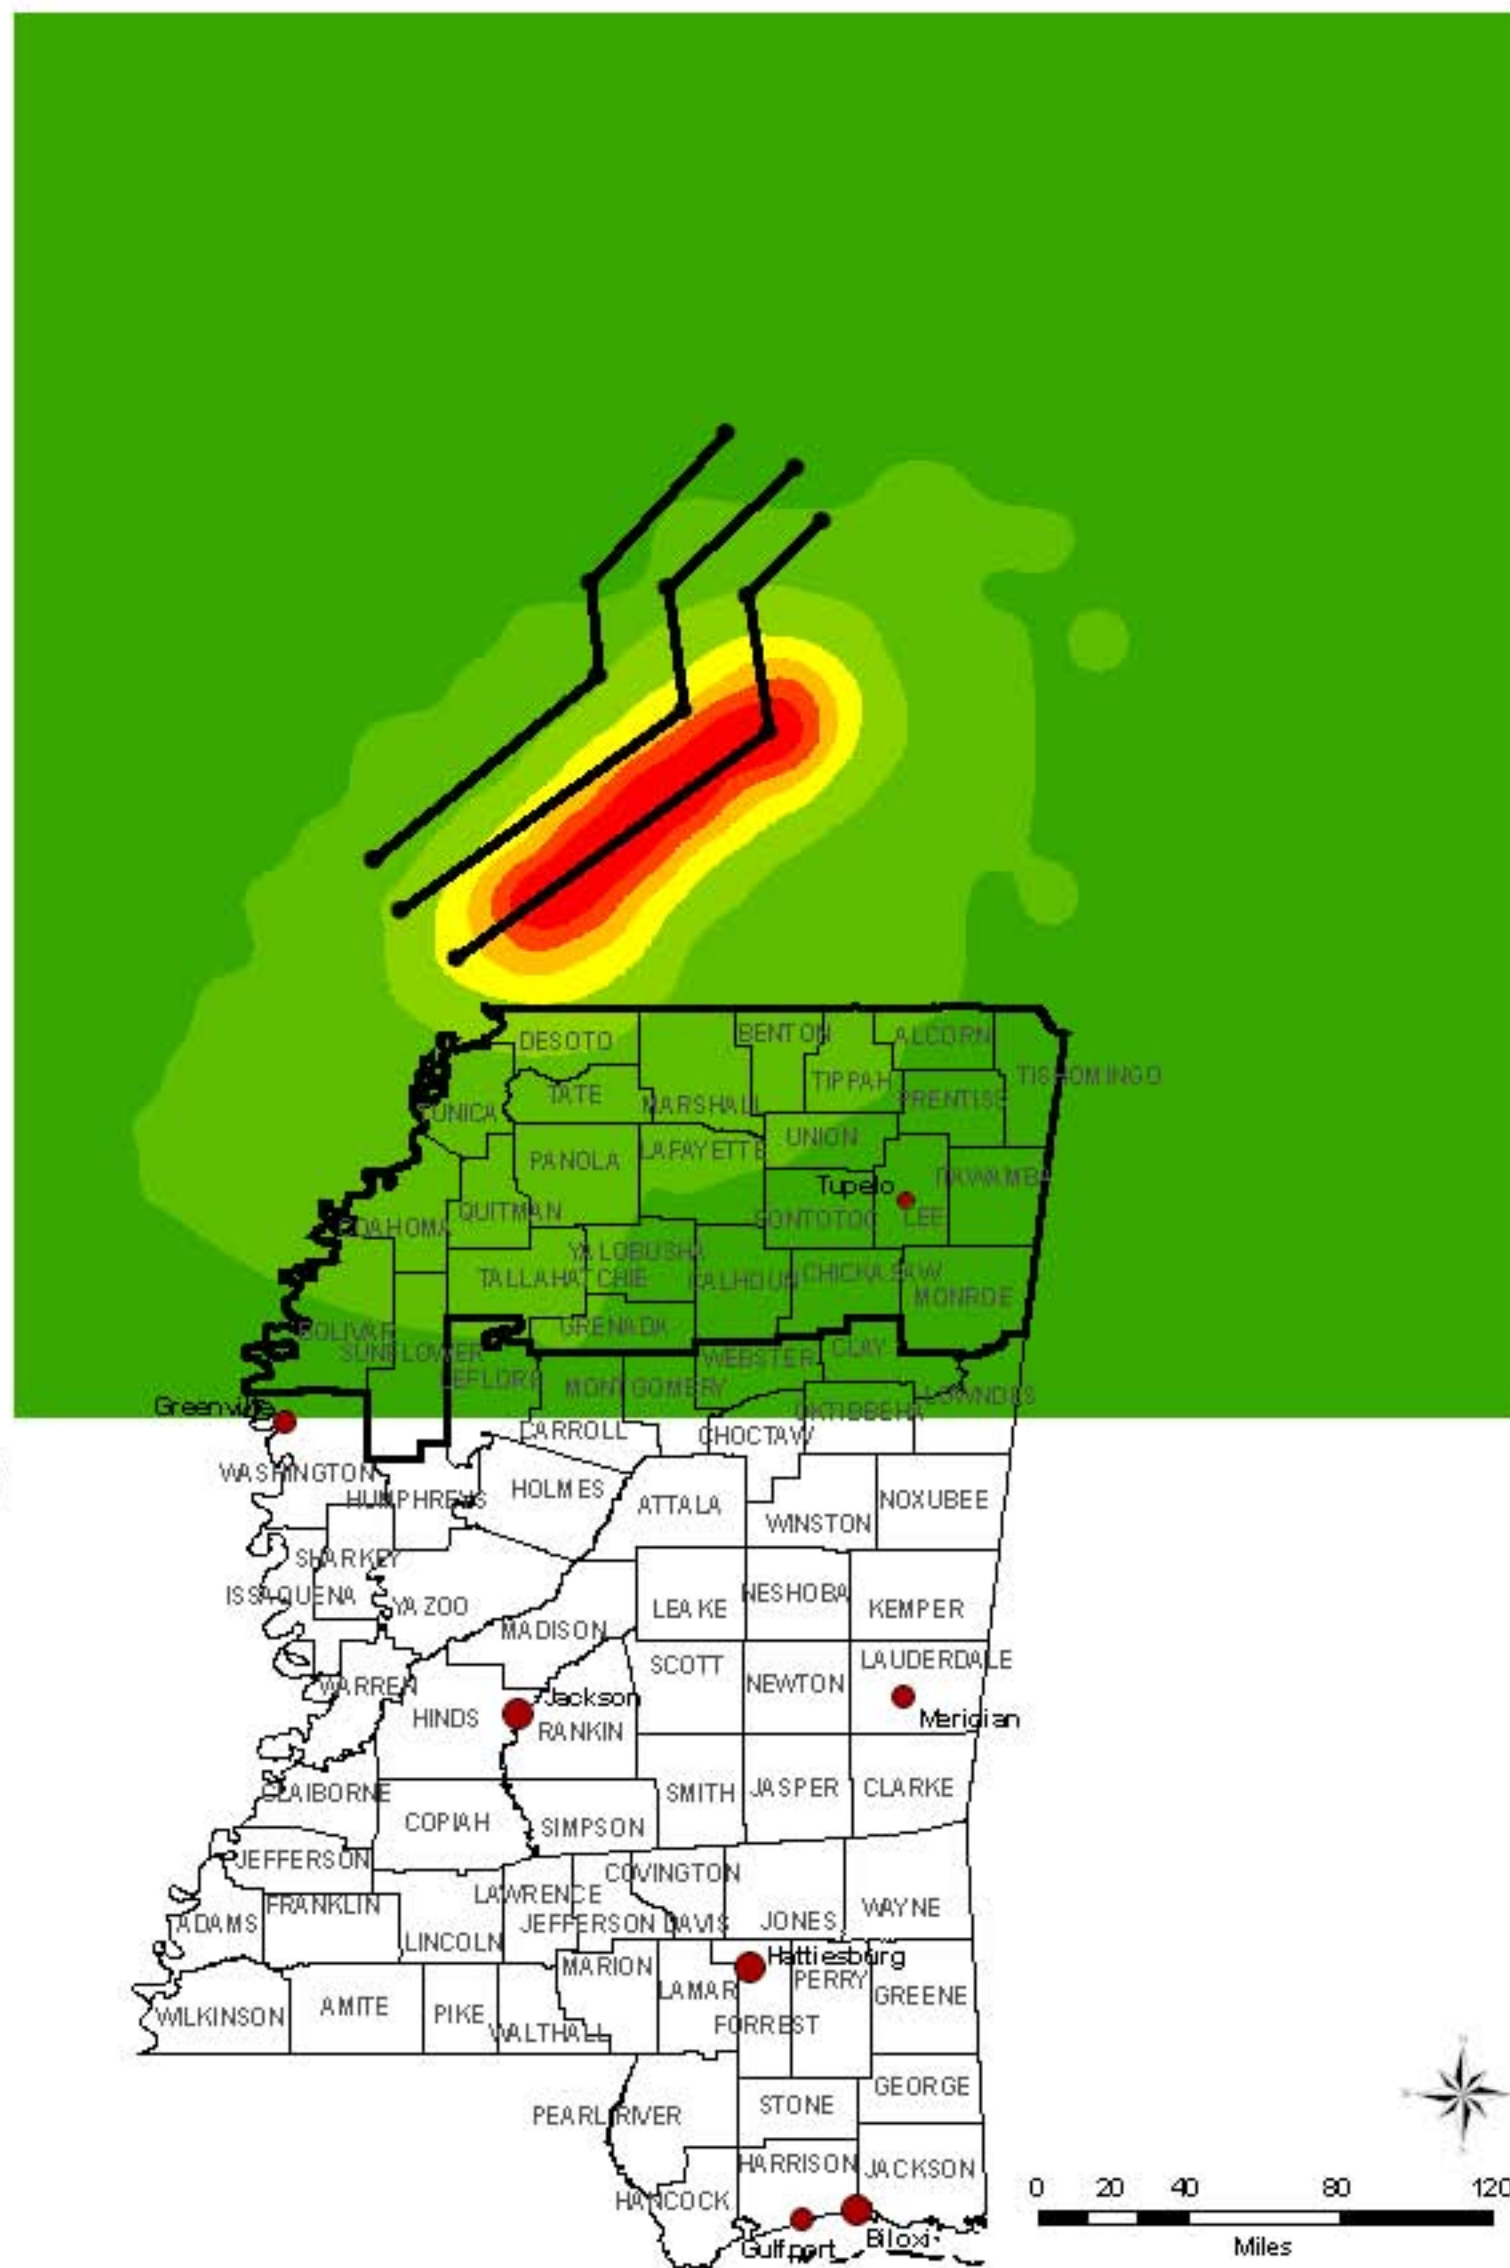 DESOTO
BENTON
ALCORN
TIPPAH
TISHOMINGO
TATE
MARSHALL
PRENTISS
TUNICA
UNION
LAFAYETTE
PANOLA
ITAWAMBA
Tupelo
QUITMAN
PONTOTOC
LEE
COAHOMA
YALOBUSHA
TALLAHATCHIE
CALHOUN
CHICKASAW
MONROE
BOLIVAR
GRENADA
SUNFLOWER
WEBSTER
CLAY
LEFLORE
MONTGOMERY
LOWNDES
Greenville
OKTIBBEHA
CARROLL
CHOCTAW
WASHINGTON
HUMPHREYS
HOLMES
ATTALA
NOXUBEE
WINSTON
SHARKEY
ISSAQUENA
YAZOO
LEAKE
NESHOBA
KEMPER
MADISON
SCOTT
LAUDERDALE
WARREN
NEWTON
Jackson
HINDS
RANKIN
Meridian
CLAIBORNE
SMITH
JASPER
CLARKE
COPIAH
SIMPSON
JEFFERSON
COVINGTON
LAWRENCE
FRANKLIN
WAYNE
ADAMS
JEFFERSON DAVIS
JONES
LINCOLN
Hattiesburg
MARION
PERRY
LAMAR
GREENE
WILKINSON
AMITE
PIKE
WALTHALL
FORREST
GEORGE
STONE
PEARL RIVER
HARRISON
JACKSON
HANCOCK
Biloxi
Gulfport
0 20 40 80 120
Miles